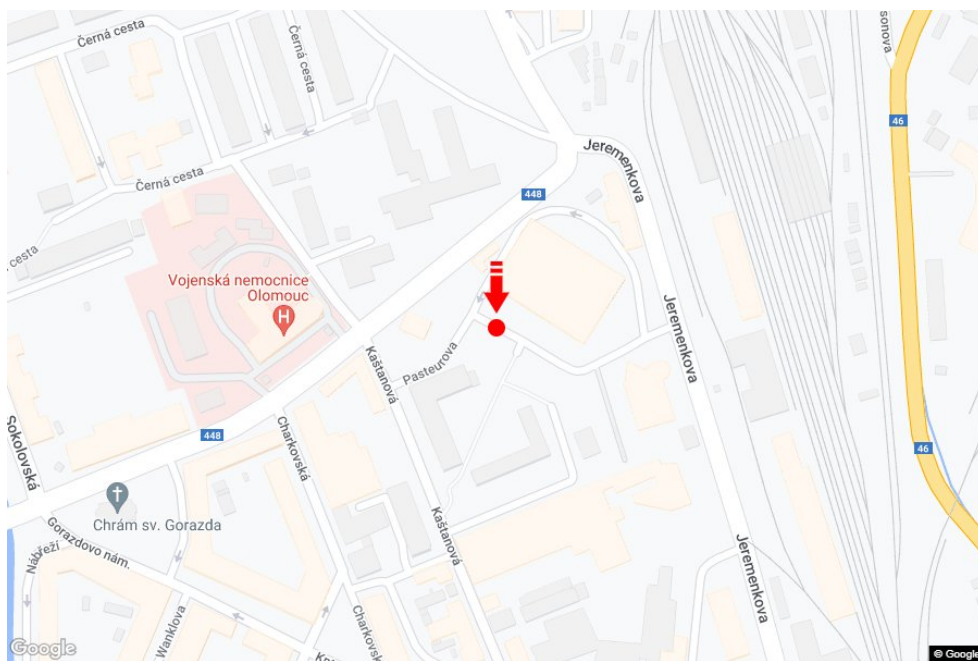 Černá cesta
Černá cesta
sonova
46
Jeremenkova
Černá cesta
448
cesta
Vojenská nemocnice
Olomouc
H
Jeremenkova
Kaštanová
Pasteurova
Sokolovská
448
Charkovská
46
Chrám sv. Gorazda
Kaštanová
Gorazdovo nám.
Nábřeží
Jeremenkova
Wanklova
Charkovská
Google
© Google